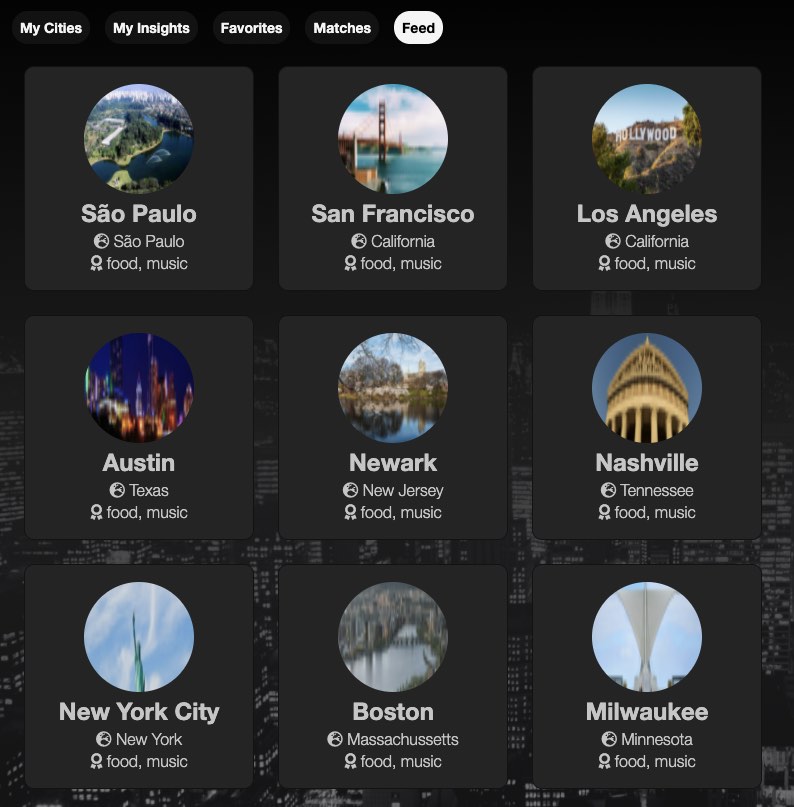 My Cities My Insights Favorites Matches Feed
HOLLYWOOD
São Paulo San Francisco Los Angeles
São Paulo California California
food, music food, music food, music
Austin Newark Nashville
Texas New Jersey Tennessee
food, music food, music food, music
New York City Boston Milwaukee
New York Massachussetts Minnesota
food, music food, music food, music